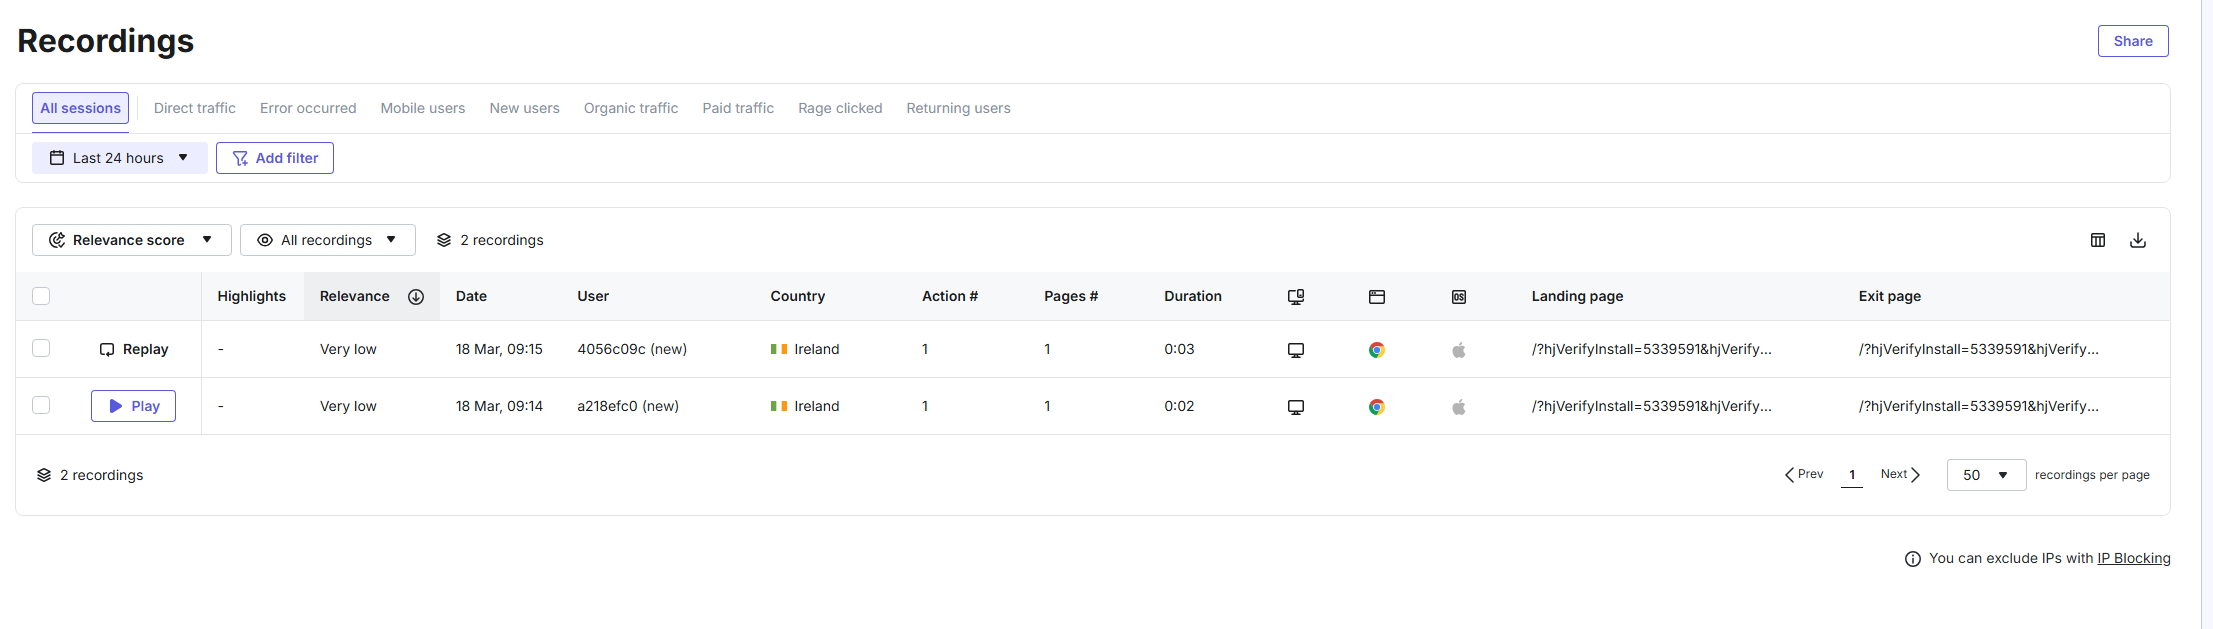 Recordings
Share
All sessions Direct traffic Error occurred Mobile users New users Organic traffic Paid traffic Rage clicked Returning users
Last 24 hours Add filter
Relevance score All recordings 2 recordings
Highlights Relevance Date User Country Action # Pages # Duration OS Landing page Exit page
Replay - Very low 18 Mar, 09:15 4056c09c (new) Ireland 1 1 0:03 /?hjVerifyInstall=5339591&hjVerify... /?hjVerifyInstall=5339591&hjVerify...
Play - Very low 18 Mar, 09:14 a218efc0 (new) Ireland 1 1 0:02 /?hjVerifyInstall=5339591&hjVerify... /?hjVerifyInstall=5339591&hjVerify...
2 recordings Prev 1 Next 50 recordings per page
You can exclude IPs with IP Blocking